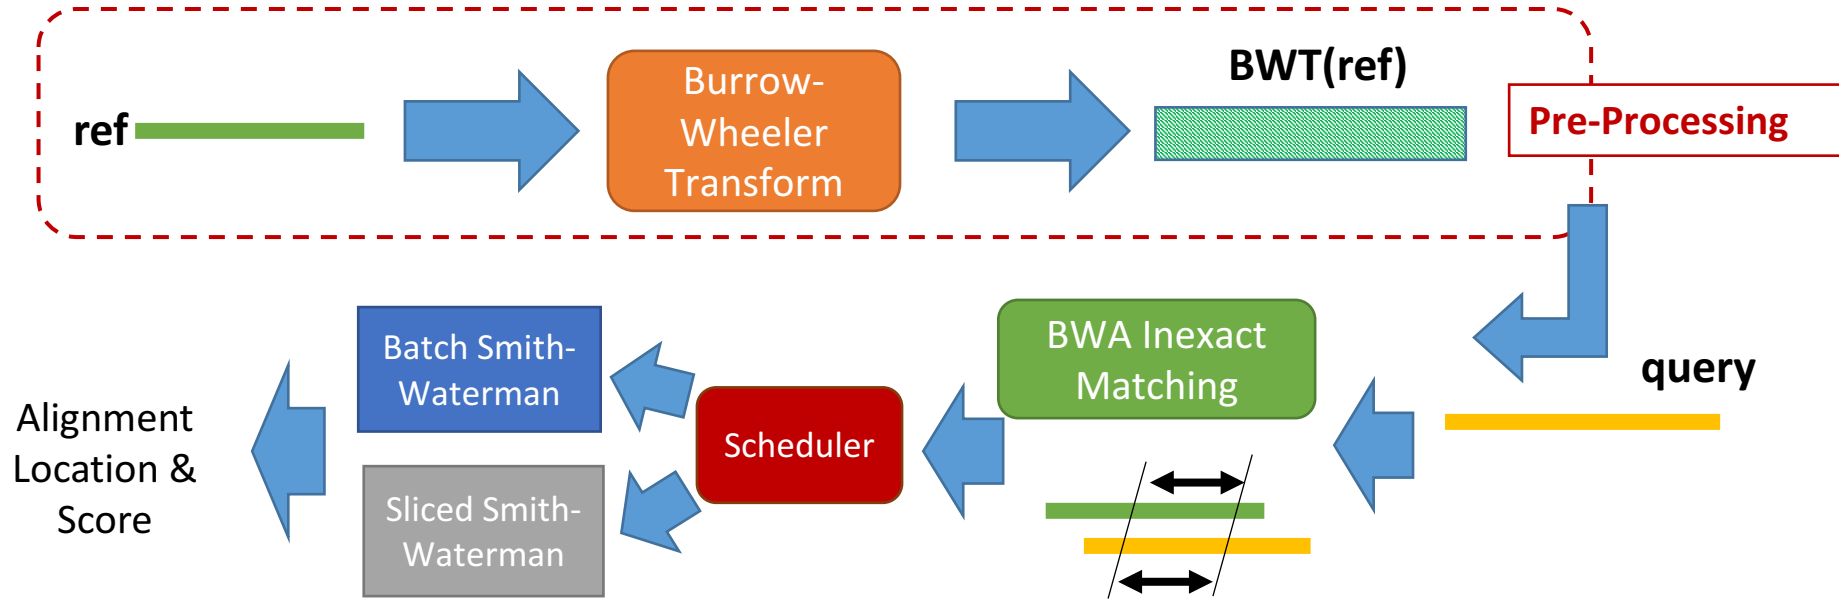 ref
Burrow-
Wheeler
Transform
BWT(ref)
Pre-Processing
query
BWA Inexact
Matching
Scheduler
Batch Smith-
Waterman
Sliced Smith-
Waterman
Alignment
Location &
Score